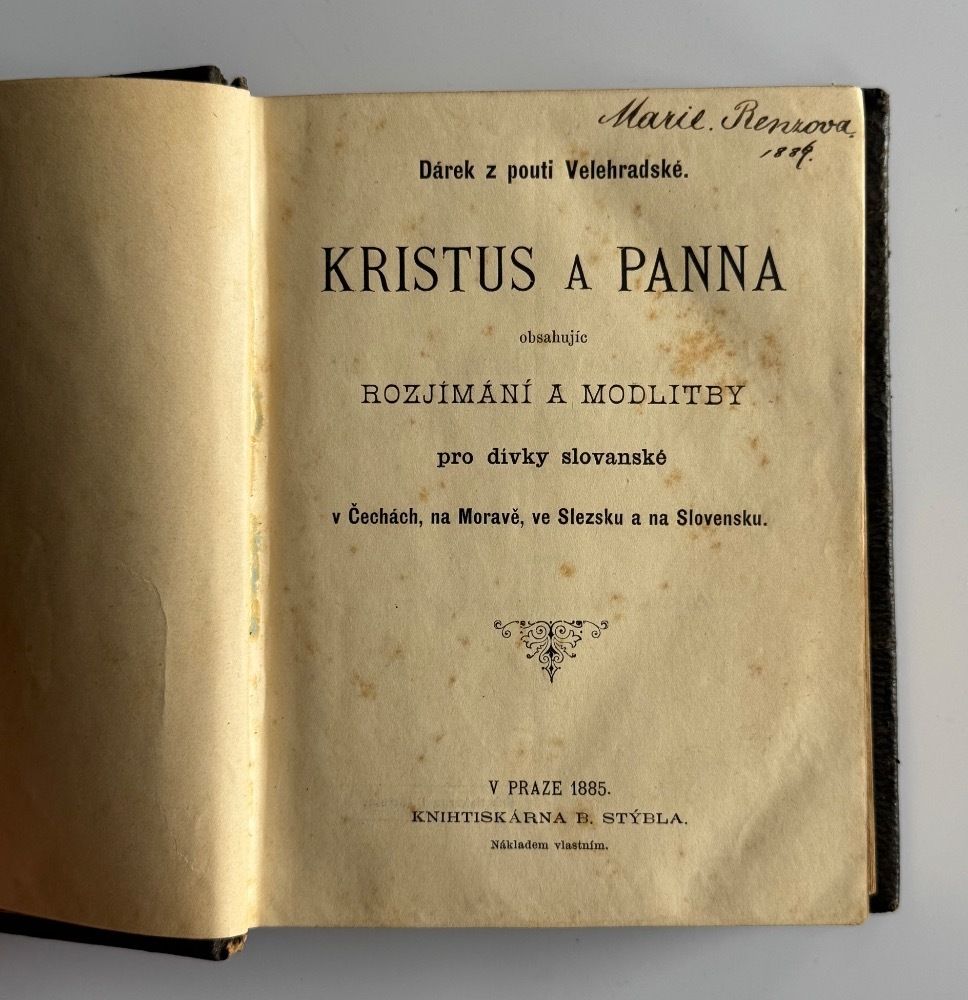 Marie. Renzova.
Dárek z pouti Velehradské.
KRISTUS A PANNA
obsahujíc
ROZJÍMÁNÍ A MODLITBY
pro dívky slovanské
v Čechách, na Moravě, ve Slezsku a na Slovensku.
V PRAZE 1885.
KNIHTISKÁRNA B. STÝBLA.
Nákladem vlastním.